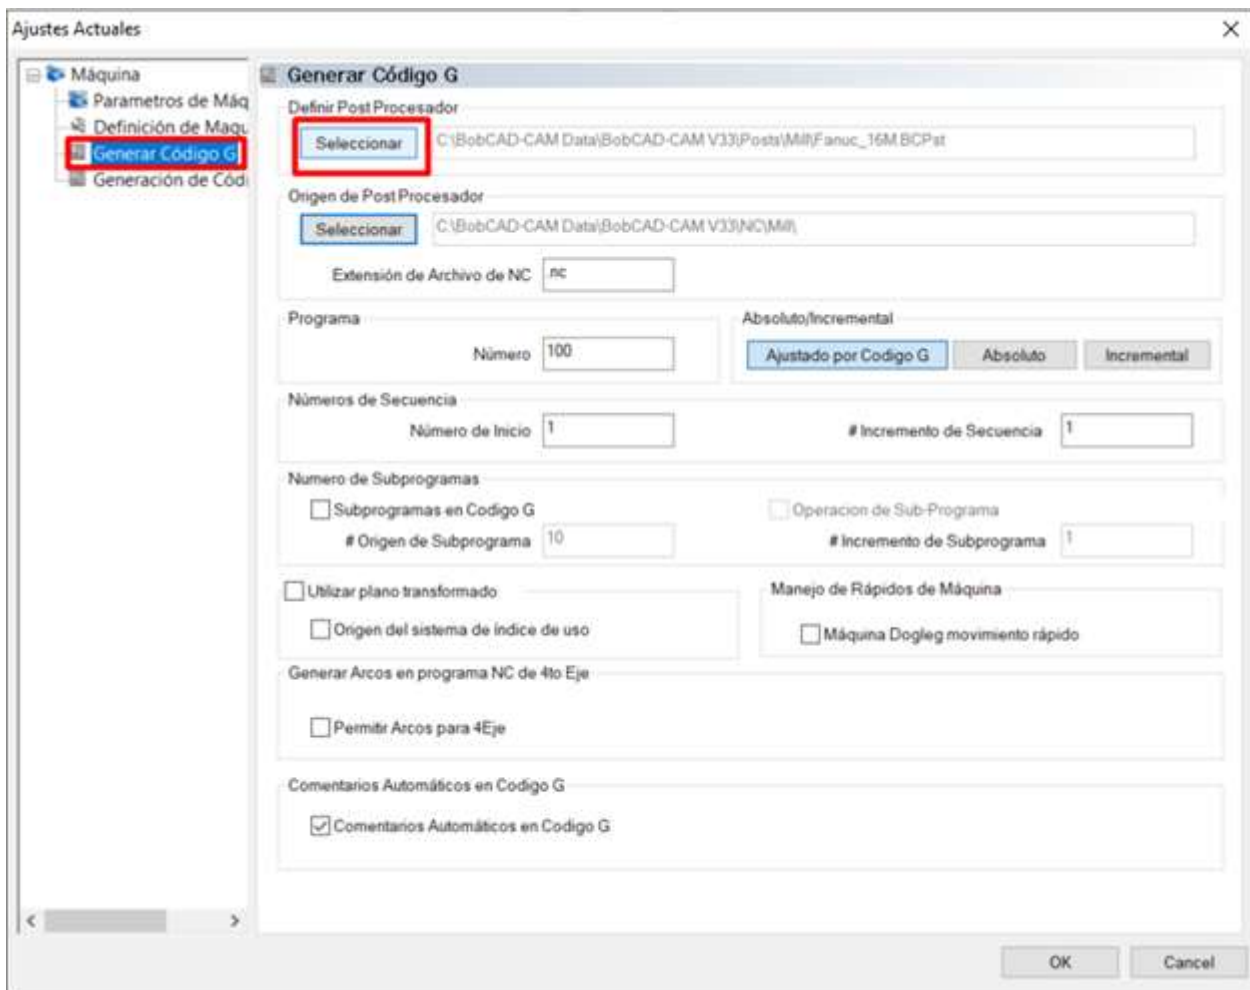 Ajustes Actuales
Máquina
Parametros de Máq
Definición de Maqu
Generar Código G
Generación de Códi
Generar Código G
Definir Post Procesador
Seleccionar C:\BobCAD-CAM Data\BobCAD-CAM V33\Posts\Mill\Fanuc_16M.BCPst
Origen de Post Procesador
Seleccionar C:\BobCAD-CAM Data\BobCAD-CAM V33\NC\Mill\
Extensión de Archivo de NC .nc
Programa
Número 100
Absoluto/Incremental
Ajustado por Codigo G Absoluto Incremental
Números de Secuencia
Número de Inicio 1 # Incremento de Secuencia 1
Numero de Subprogramas
Subprogramas en Codigo G Operacion de Sub-Programa
# Origen de Subprograma 10 # Incremento de Subprograma 1
Utilizar plano transformado
Origen del sistema de índice de uso
Manejo de Rápidos de Máquina
Máquina Dogleg movimiento rápido
Generar Arcos en programa NC de 4to Eje
Permitir Arcos para 4Eje
Comentarios Automáticos en Codigo G
Comentarios Automáticos en Codigo G
OK Cancel